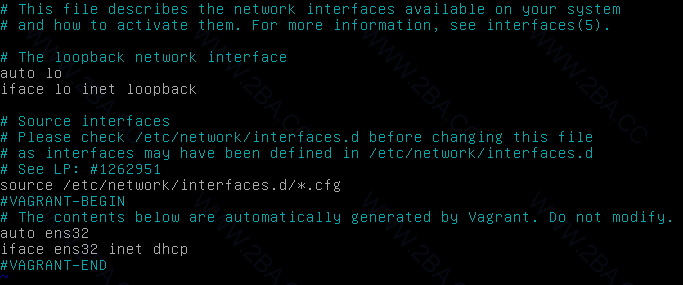 # This file describes the network interfaces available on your system
# and how to activate them. For more information, see interfaces(5).
# The loopback network interface
auto lo
iface lo inet loopback
# Source interfaces
# Please check /etc/network/interfaces.d before changing this file
# as interfaces may have been defined in /etc/network/interfaces.d
# See LP: #1262951
source /etc/network/interfaces.d/*.cfg
#VAGRANT-BEGIN
# The contents below are automatically generated by Vagrant. Do not modify.
auto ens32
iface ens32 inet dhcp
#VAGRANT-END
WWW.2BA.CC